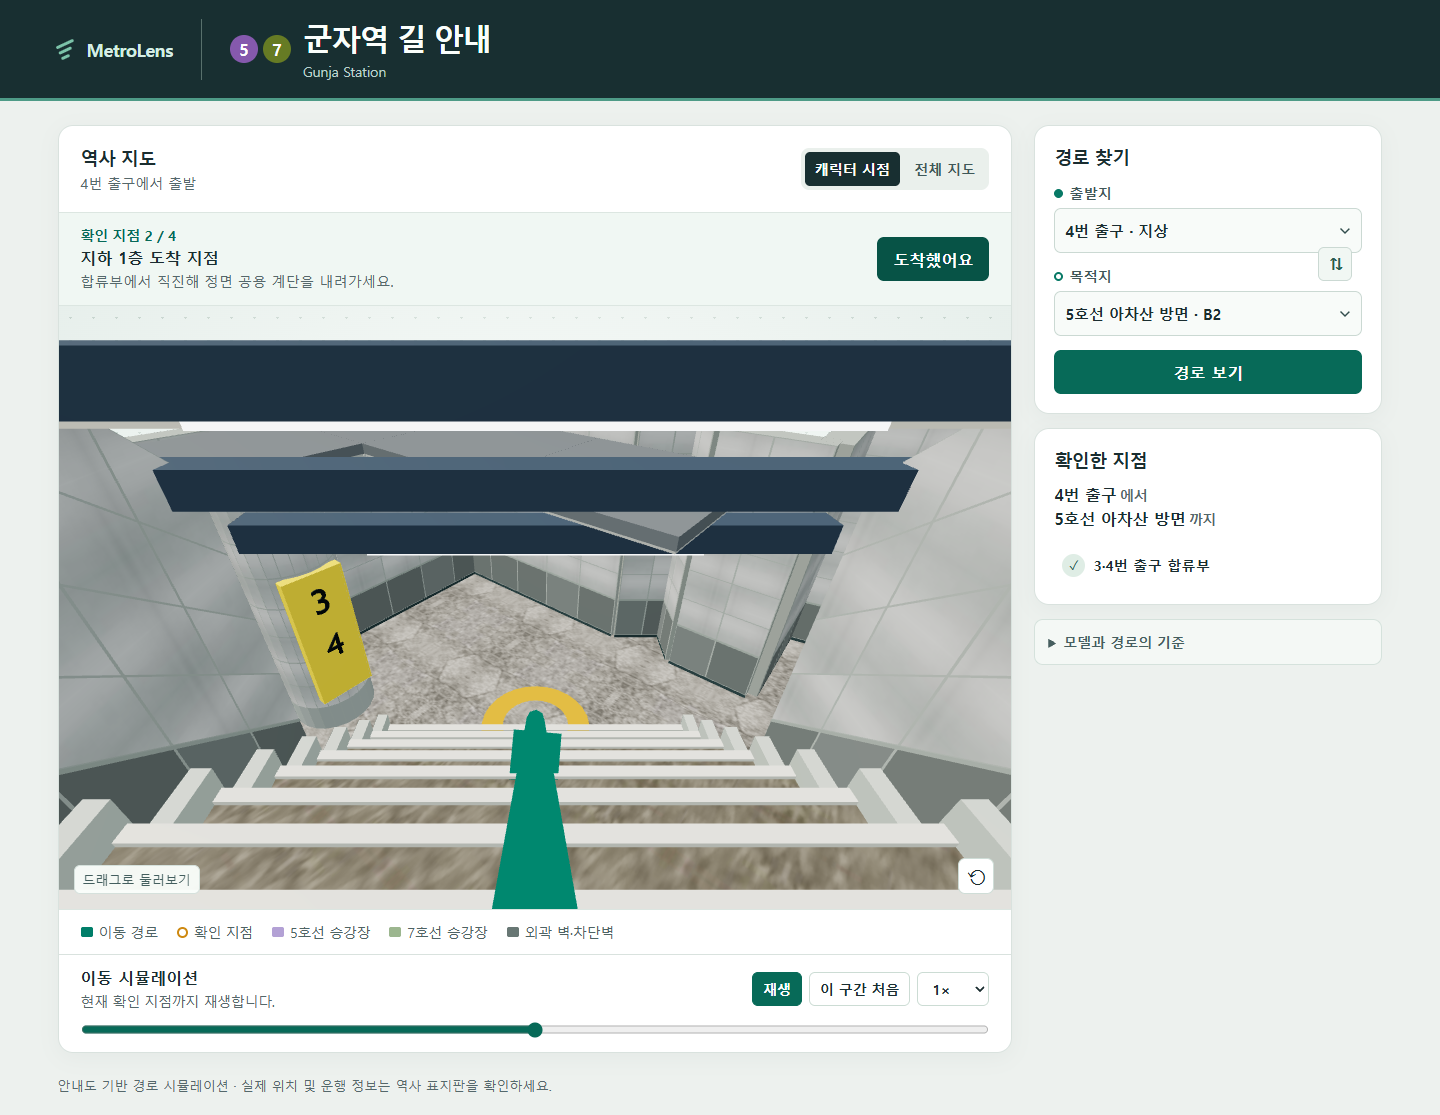 MetroLens
5 7
군자역 길 안내
Gunja Station
역사 지도
4번 출구에서 출발
캐릭터 시점
전체 지도
확인 지점 2 / 4
지하 1층 도착 지점
합류부에서 직진해 정면 공용 계단을 내려가세요.
도착했어요
3
4
드래그로 둘러보기
이동 경로
확인 지점
5호선 승강장
7호선 승강장
외곽 벽·차단벽
이동 시뮬레이션
현재 확인 지점까지 재생합니다.
재생
이 구간 처음
1×
경로 찾기
출발지
4번 출구 · 지상
목적지
5호선 아차산 방면 · B2
경로 보기
확인한 지점
4번 출구 에서
5호선 아차산 방면 까지
✓ 3·4번 출구 합류부
▶ 모델과 경로의 기준
안내도 기반 경로 시뮬레이션 · 실제 위치 및 운행 정보는 역사 표지판을 확인하세요.